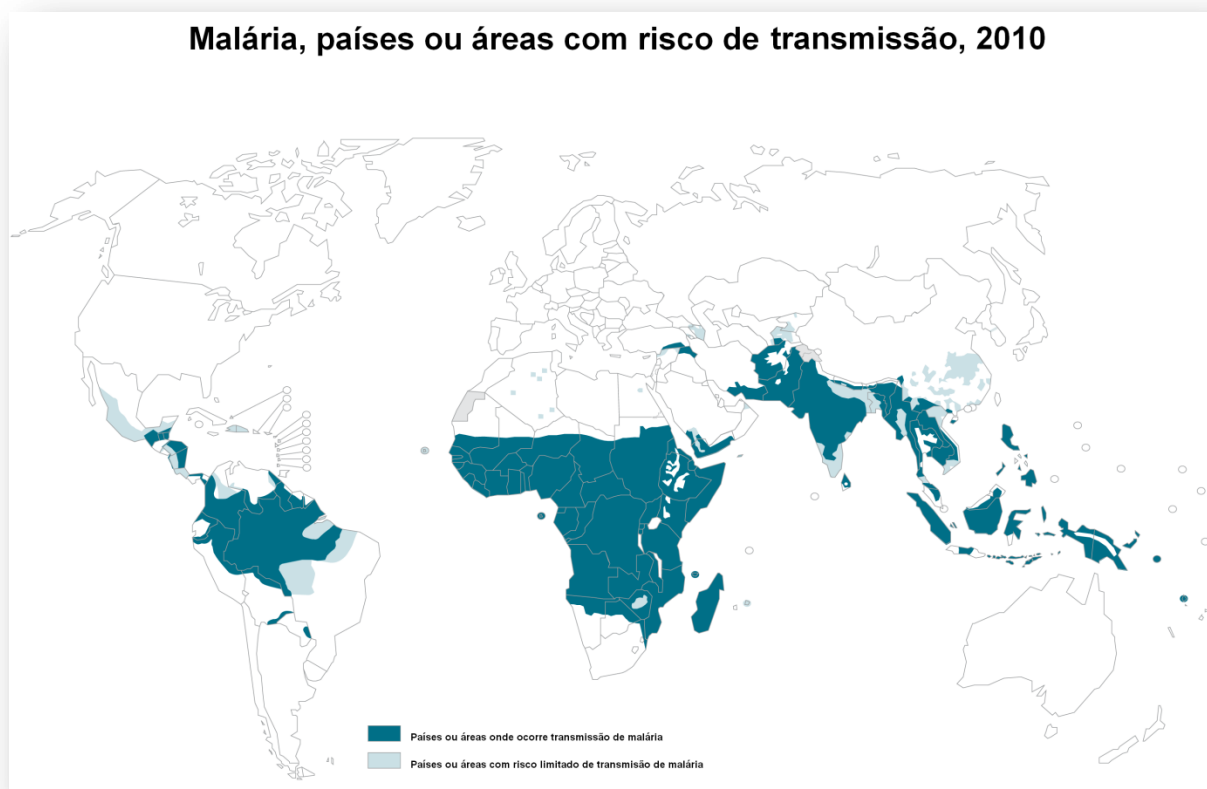 Malária, países ou áreas com risco de transmissão, 2010
Países ou áreas onde ocorre transmissão de malária
Países ou áreas com risco limitado de transmisão de malária